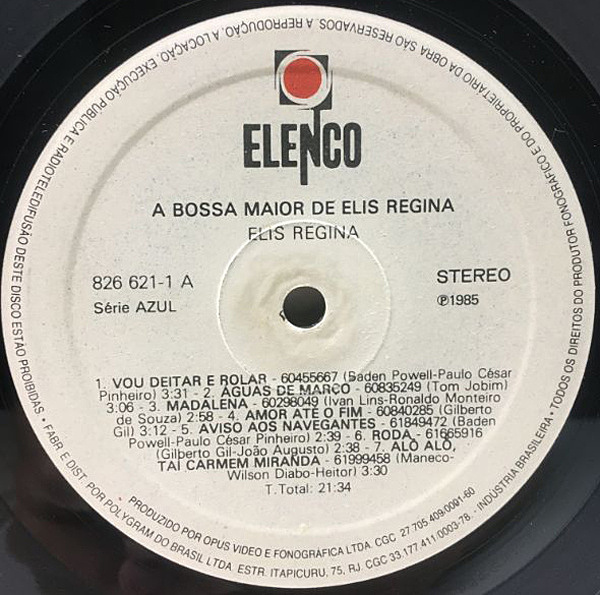 ELENCO
A BOSSA MAIOR DE ELIS REGINA
ELIS REGINA
826 621-1 A
Série AZUL
STEREO
℗1985
1. VOU DEITAR E ROLAR - 60455667 (Baden Powell-Paulo César
Pinheiro) 3:31 - 2. ÁGUAS DE MARÇO - 60835249 (Tom Jobim)
3:06 - 3. MADALENA - 60296049 (Ivan Lins-Ronaldo Monteiro
de Souza) 2:58 - 4. AMOR ATÉ O FIM - 60840285 (Gilberto
Gil) 3:12 - 5. AVISO AOS NAVEGANTES - 61849472 (Baden
Powell-Paulo César Pinheiro) 2:39 - 6. RODA - 61665916
(Gilberto Gil-João Augusto) 2:38 - 7. ALÔ ALÔ,
TAÍ CARMEM MIRANDA - 61999458 (Maneco-
Wilson Diabo-Heitor) 3:30
T.Total: 21:34
PRODUZIDO POR OPUS VIDEO E FONOGRÁFICA LTDA. CGC 27.705.409/0001-60
• FABR. E DIST. POR POLYGRAM DO BRASIL LTDA. ESTR. ITAPICURU, 75, RJ. CGC 33.177.411/0003-78. - INDÚSTRIA BRASILEIRA • TODOS OS DIREITOS DO PRODUTOR FONOGRÁFICO E DO PROPRIETÁRIO DA OBRA SÃO RESERVADOS. A REPRODUÇÃO, A LOCAÇÃO, EXECUÇÃO PÚBLICA E RADIOTELEDIFUSÃO DESTE DISCO ESTÃO PROIBIDAS